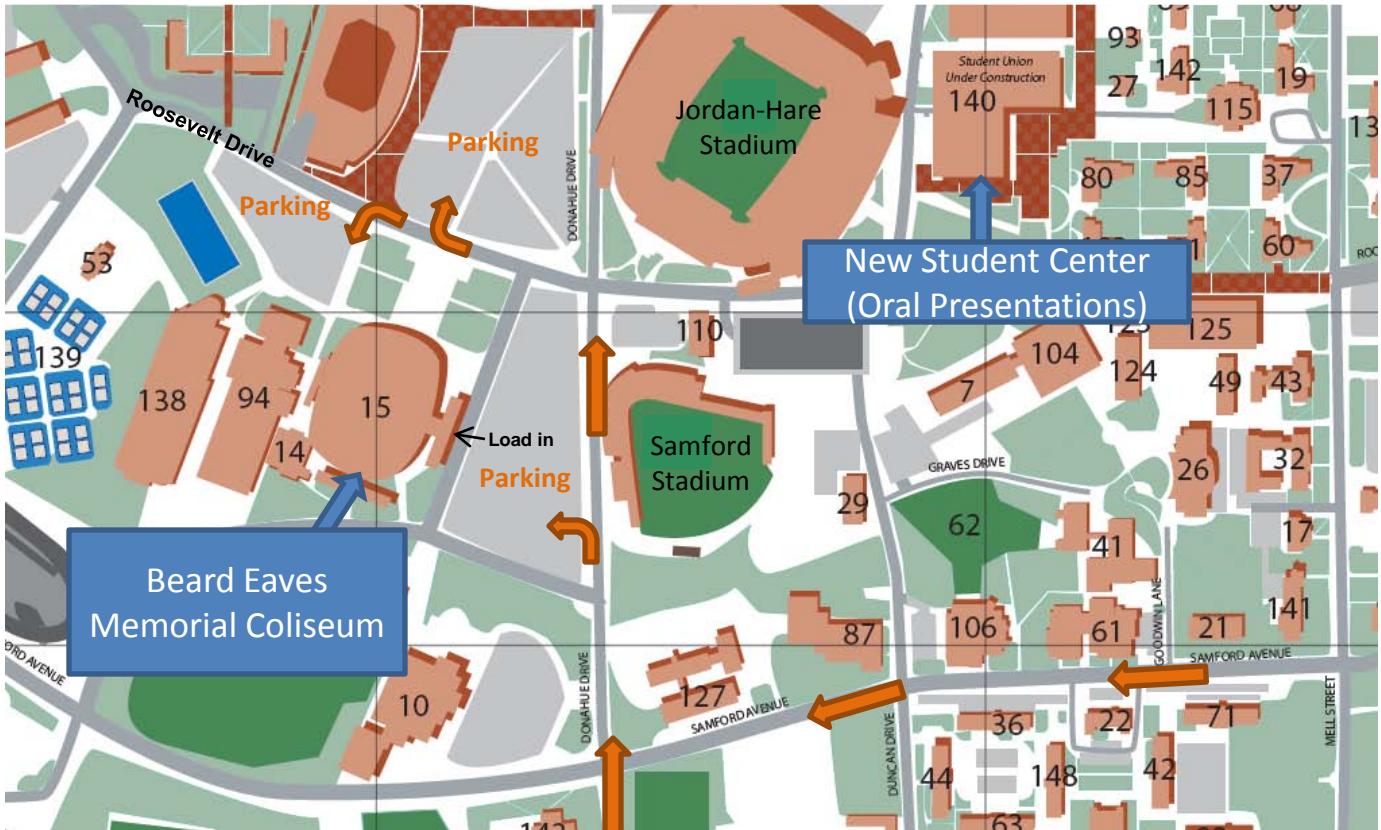 93
142
19
27
115
Student Union
Under Construction
140
Jordan-Hare
Stadium
Roosevelt Drive
Parking
DONAHUE DRIVE
Parking
80
85
37
60
53
New Student Center
(Oral Presentations)
110
125
104
124
7
49
43
139
138
94
15
14
Load in
Parking
Samford
Stadium
GRAVES DRIVE
26
32
29
62
17
41
Beard Eaves
Memorial Coliseum
GOODWIN LANE
141
87
106
61
21
SAMFORD AVENUE
10
127
DONAHUE DRIVE
SAMFORD AVENUE
DUNCAN DRIVE
36
22
71
MELL STREET
44
148
42
63